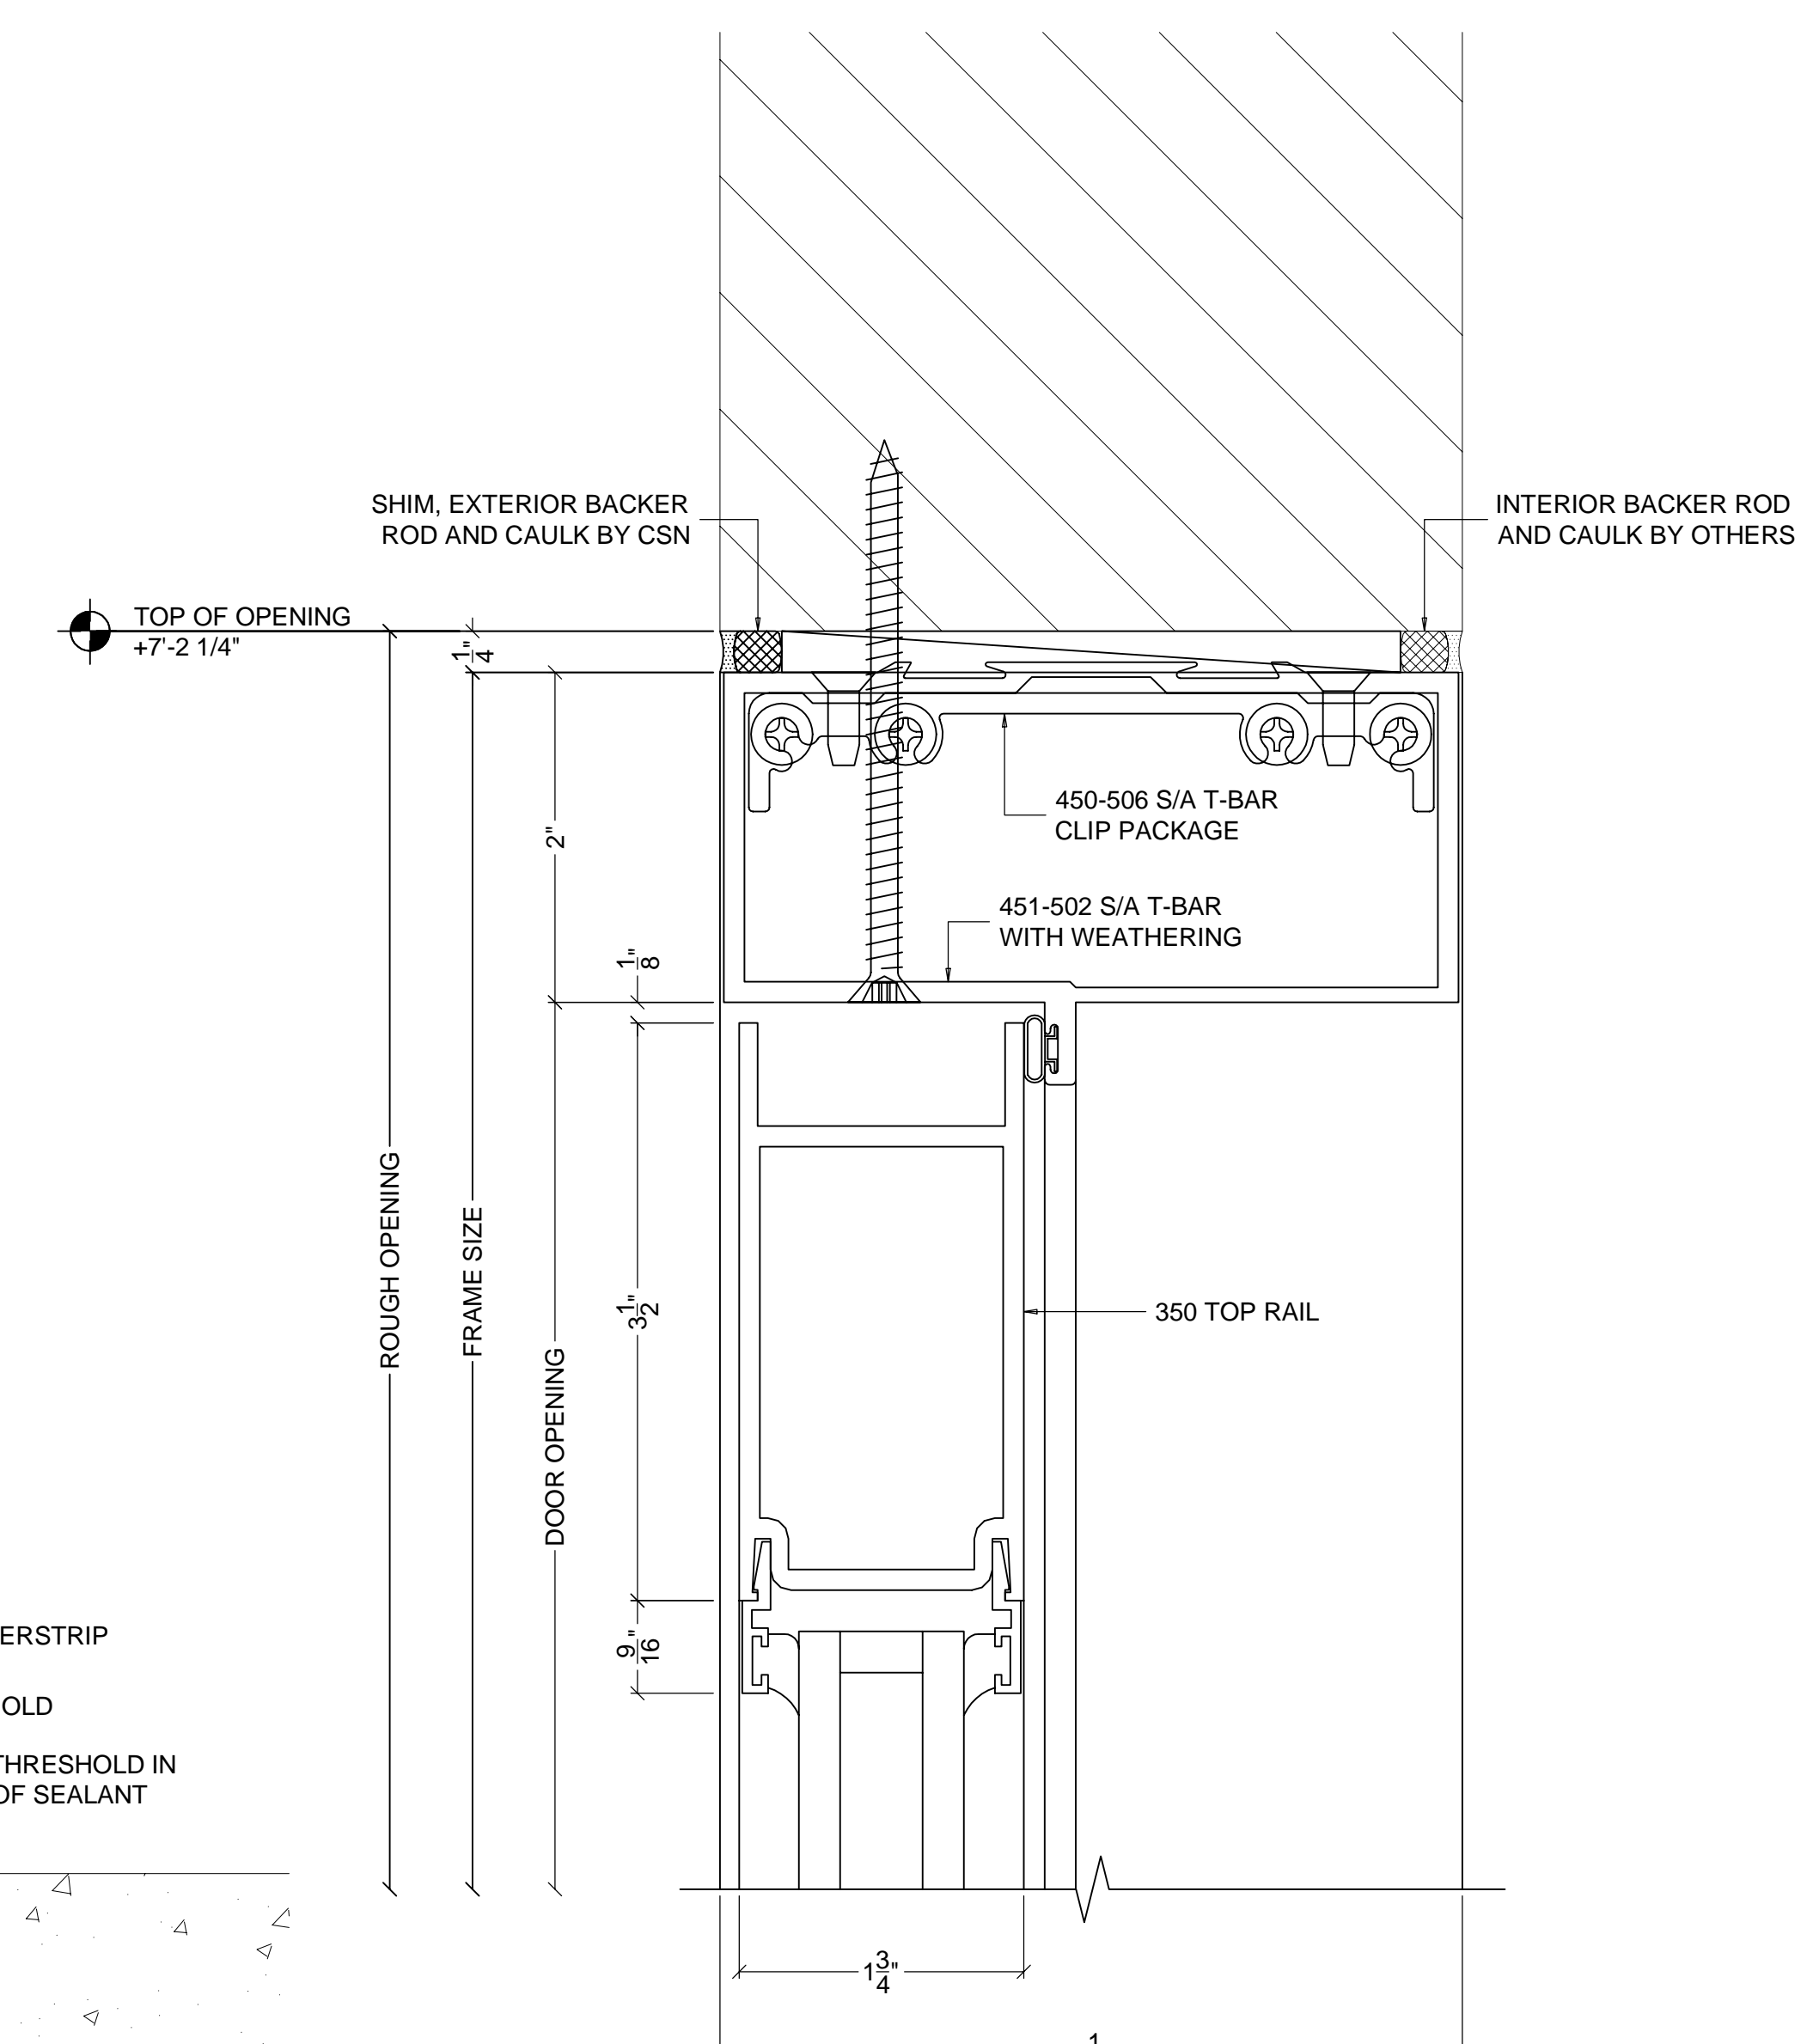 SHIM, EXTERIOR BACKER
ROD AND CAULK BY CSN
INTERIOR BACKER ROD
AND CAULK BY OTHERS
TOP OF OPENING
+7'-2 1/4"
1/4"
2"
450-506 S/A T-BAR
CLIP PACKAGE
451-502 S/A T-BAR
WITH WEATHERING
1/8"
ROUGH OPENING
FRAME SIZE
DOOR OPENING
3 1/2"
350 TOP RAIL
9/16"
ERSTRIP
OLD
THRESHOLD IN
OF SEALANT
1 3/4"
1